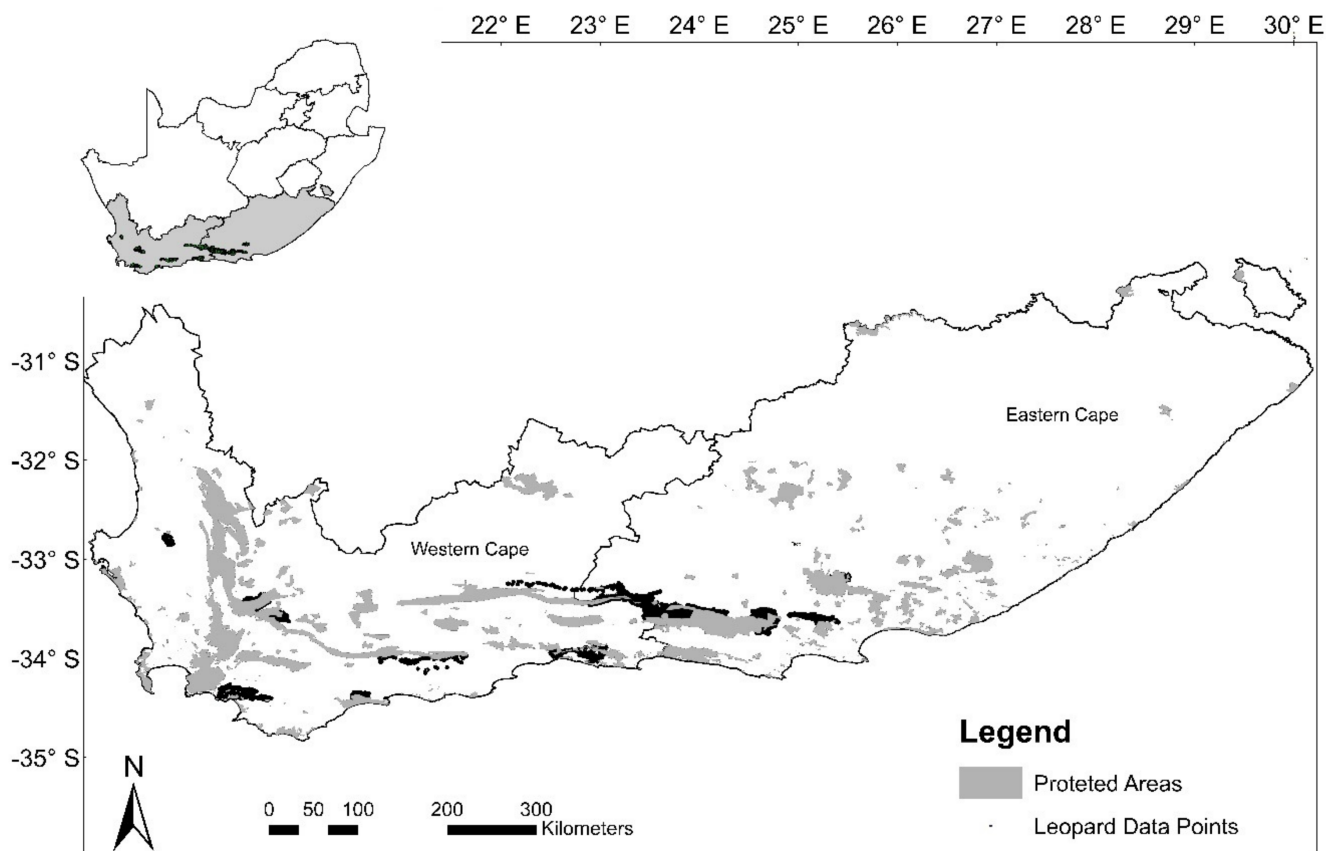 22° E 23° E 24° E 25° E 26° E 27° E 28° E 29° E 30° E
-31° S
Eastern Cape
-32° S
Western Cape
-33° S
-34° S
Legend
-35° S
N
Proteted Areas
0 50 100 200 300
Kilometers
Leopard Data Points